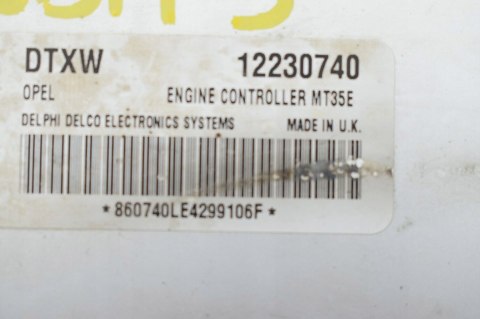 DTXW 12230740
OPEL ENGINE CONTROLLER MT35E
DELPHI DELCO ELECTRONICS SYSTEMS MADE IN U.K.
*860740LE4299106F*